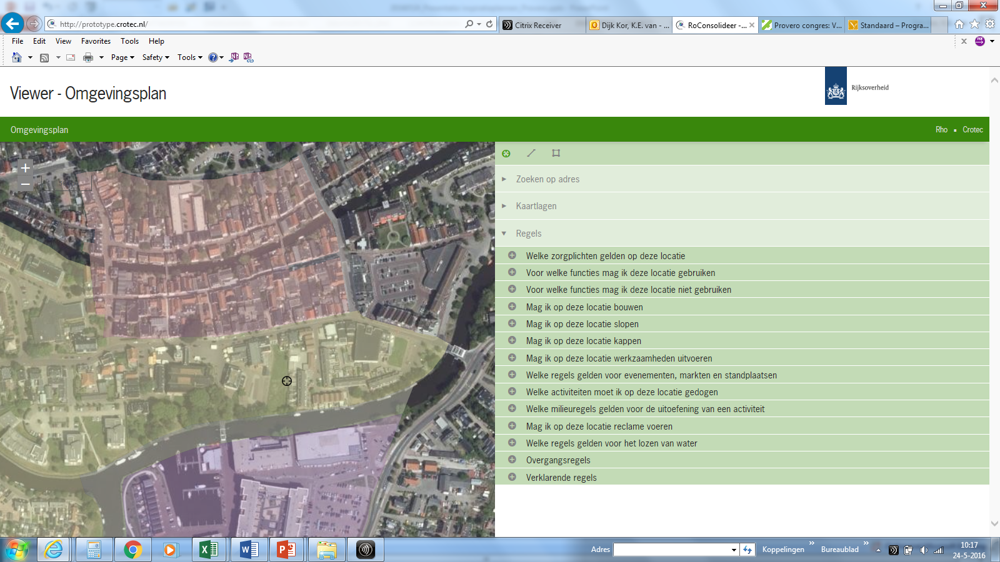 http://prototype.crotec.nl/
Citrix Receiver
Dijk Kor, K.E. van - ...
RoConsolideer -...
Provero congres: V...
Standaard – Progra...
File Edit View Favorites Tools Help
Page Safety Tools
Viewer - Omgevingsplan
Rijksoverheid
Omgevingsplan
Rho ▪ Crotec
+
−
Zoeken op adres
Kaartlagen
Regels
Welke zorgplichten gelden op deze locatie
Voor welke functies mag ik deze locatie gebruiken
Voor welke functies mag ik deze locatie niet gebruiken
Mag ik op deze locatie bouwen
Mag ik op deze locatie slopen
Mag ik op deze locatie kappen
Mag ik op deze locatie werkzaamheden uitvoeren
Welke regels gelden voor evenementen, markten en standplaatsen
Welke activiteiten moet ik op deze locatie gedogen
Welke milieuregels gelden voor de uitoefening van een activiteit
Mag ik op deze locatie reclame voeren
Welke regels gelden voor het lozen van water
Overgangsregels
Verklarende regels
Adres
Koppelingen »
Bureaublad »
10:17
24-5-2016